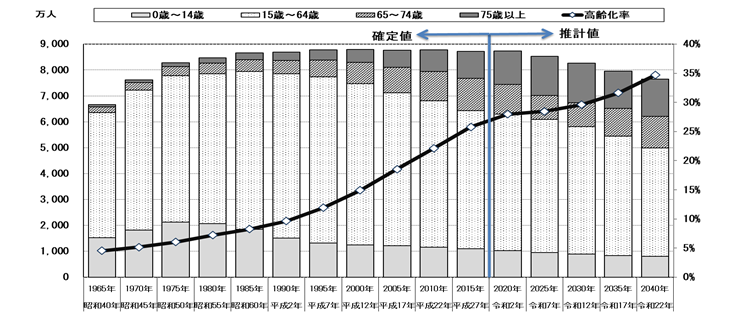 万人
0歳～14歳 15歳～64歳 65～74歳 75歳以上 高齢化率
確定値 推計値
9,000 40%
8,000 35%
7,000 30%
6,000 25%
5,000 20%
4,000 15%
3,000 10%
2,000 5%
1,000 0%
0
1965年 1970年 1975年 1980年 1985年 1990年 1995年 2000年 2005年 2010年 2015年 2020年 2025年 2030年 2035年 2040年
昭和40年 昭和45年 昭和50年 昭和55年 昭和60年 平成2年 平成7年 平成12年 平成17年 平成22年 平成27年 令和2年 令和7年 令和12年 令和17年 令和22年